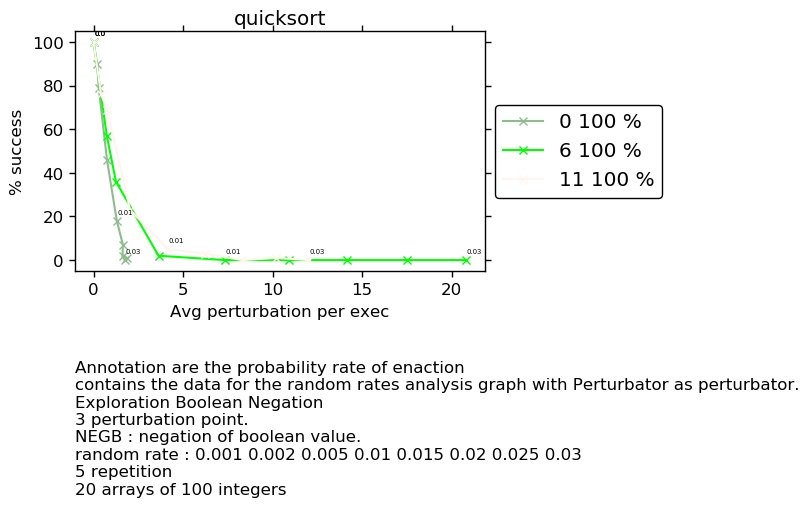 quicksort
100
80
60
40
20
0
% success
0.0
0.01
0.03
0.01
0.01
0.03
0.03
0 5 10 15 20
Avg perturbation per exec
0 100 %
6 100 %
11 100 %
Annotation are the probability rate of enaction
contains the data for the random rates analysis graph with Perturbator as perturbator.
Exploration Boolean Negation
3 perturbation point.
NEGB : negation of boolean value.
random rate : 0.001 0.002 0.005 0.01 0.015 0.02 0.025 0.03
5 repetition
20 arrays of 100 integers